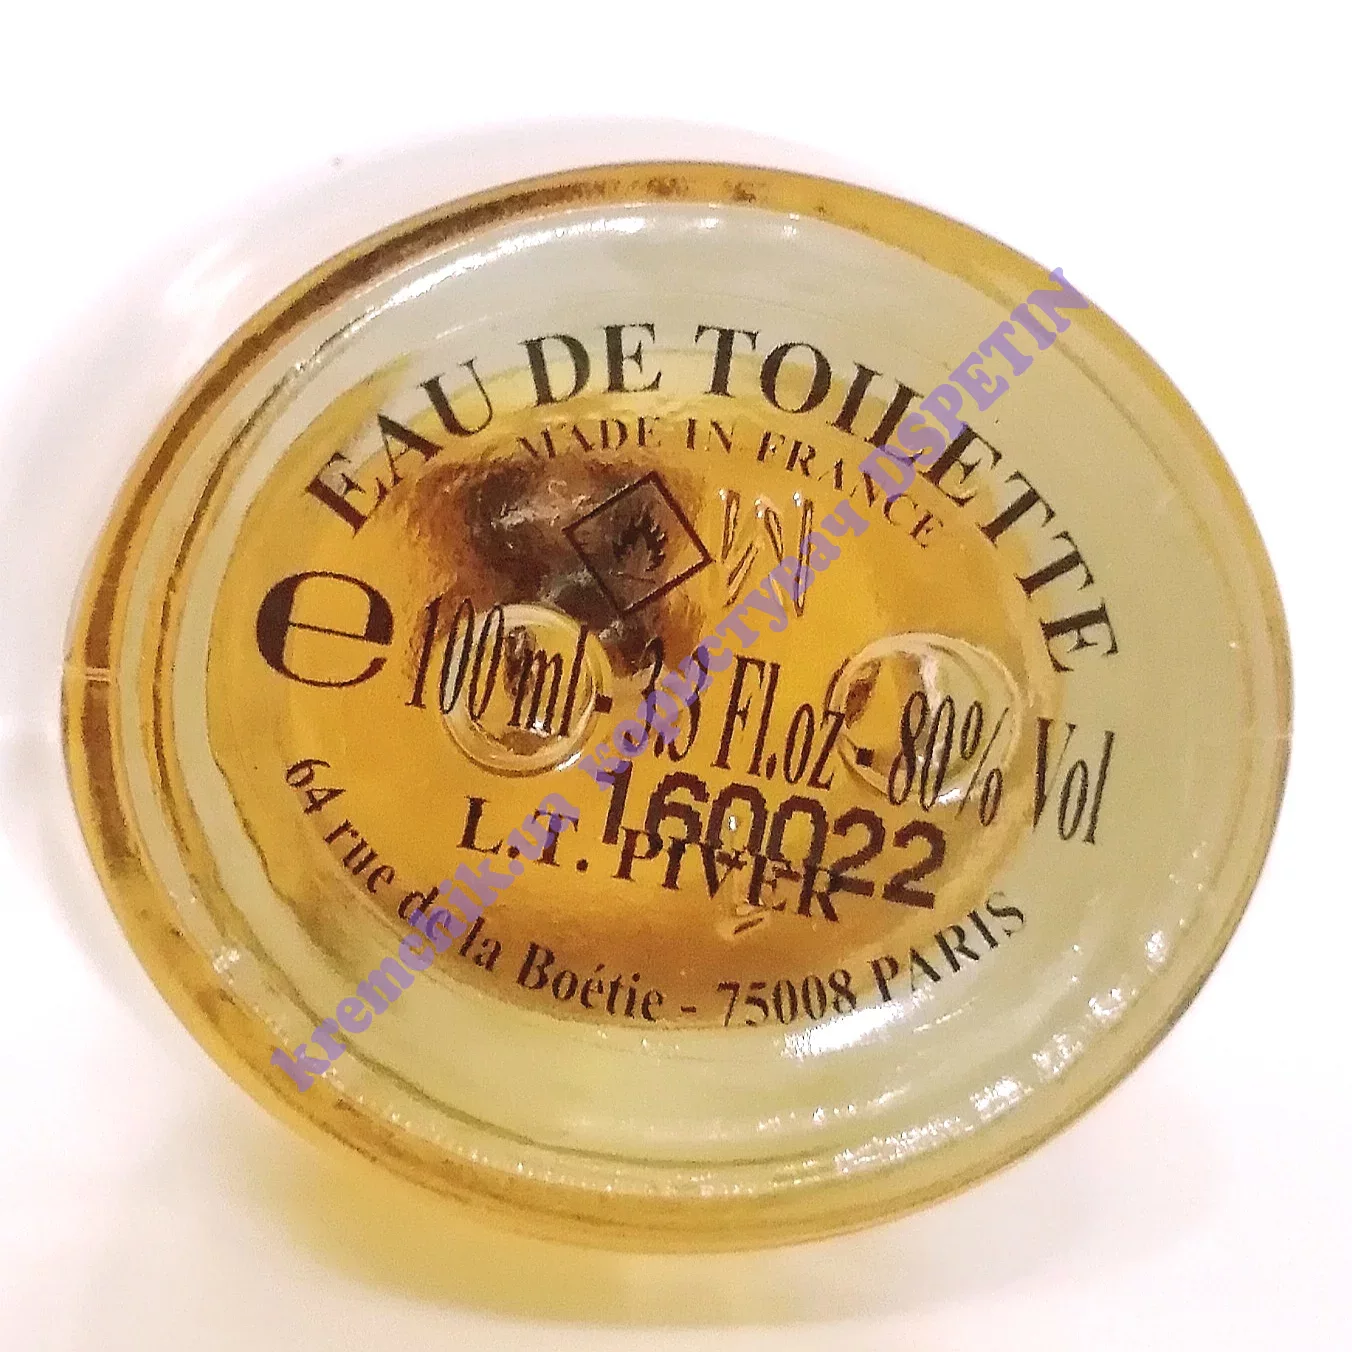 EAU DE TOILETTE
MADE IN FRANCE
e 100 ml - 3.3 Fl.oz - 80% Vol
160022
L.T. PIVER
64 rue de la Boétie - 75008 PARIS
kremchik.ua користувач DSPETIN